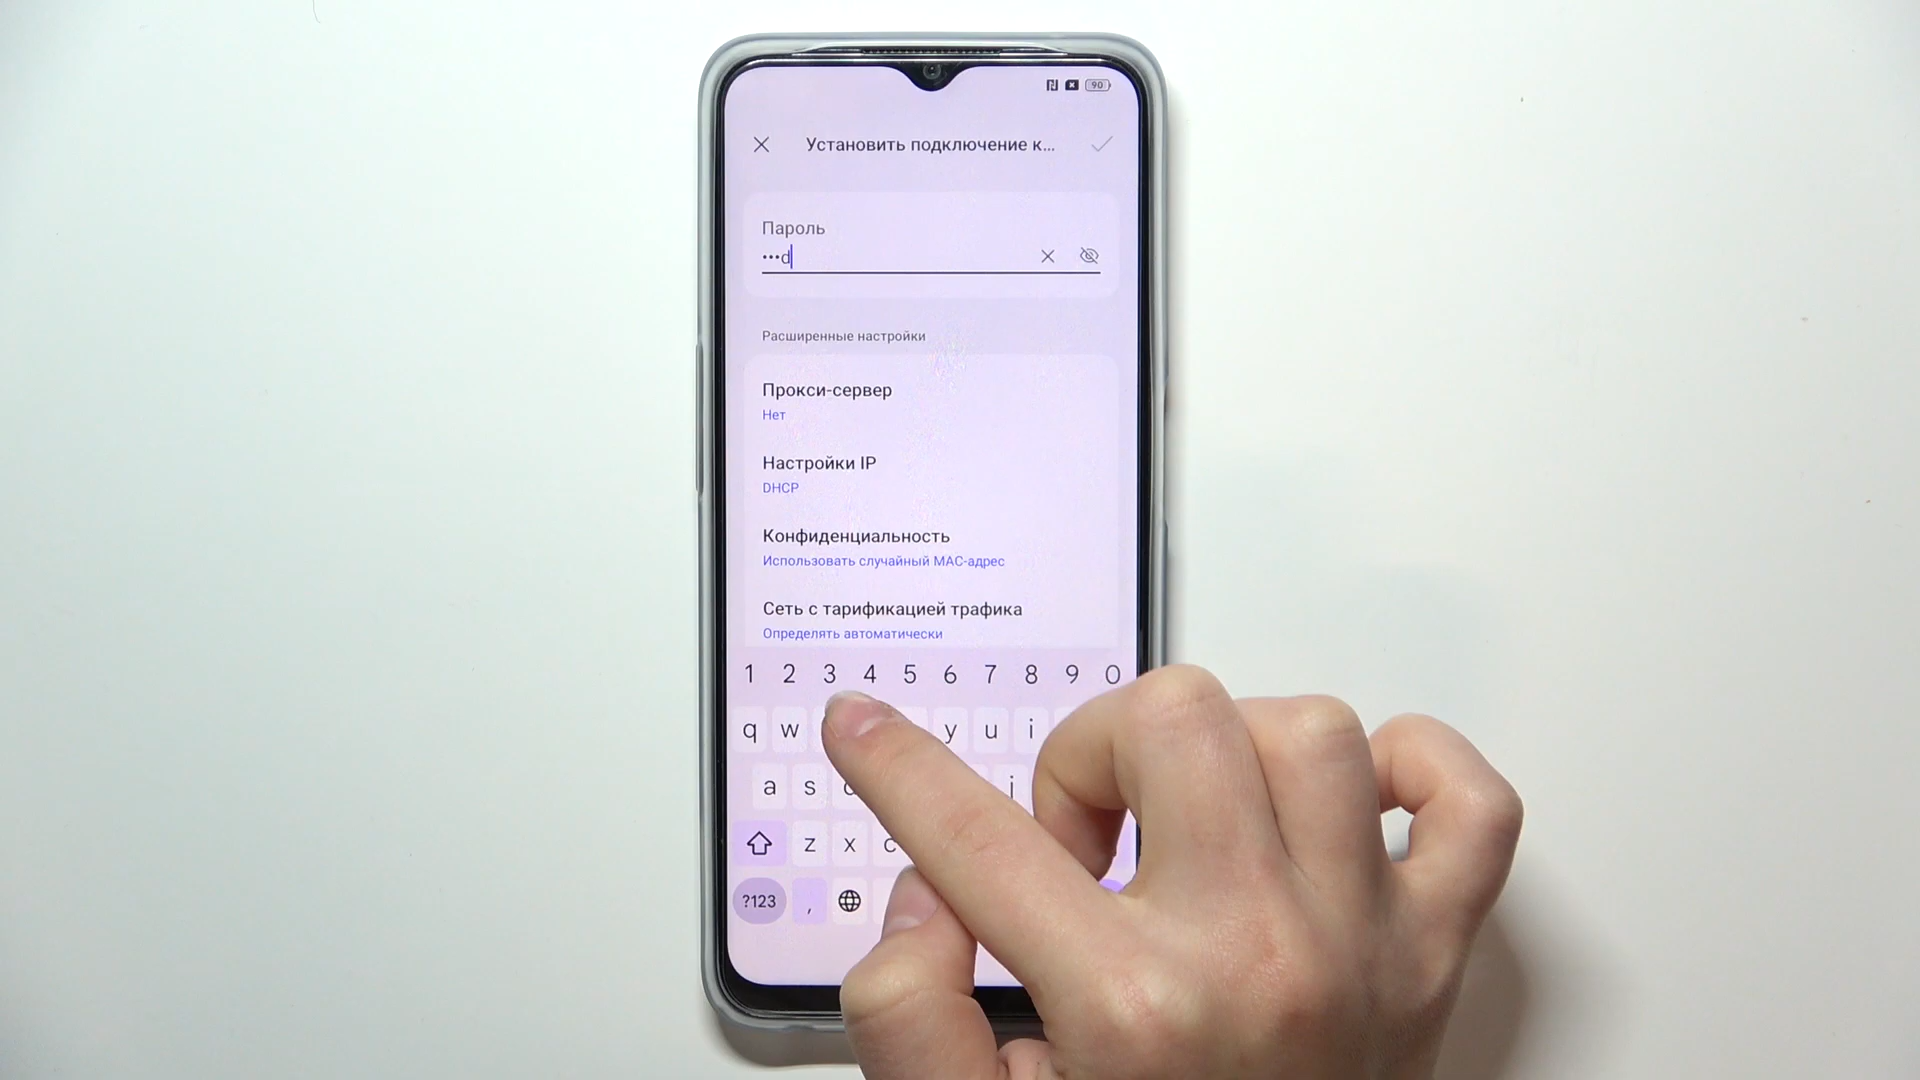 90
Установить подключение к...
Пароль
•••d
Расширенные настройки
Прокси-сервер
Нет
Настройки IP
DHCP
Конфиденциальность
Использовать случайный MAC-адрес
Сеть с тарификацией трафика
Определять автоматически
1 2 3 4 5 6 7 8 9 0
q w y u i
a s j
z x c
?123 ,